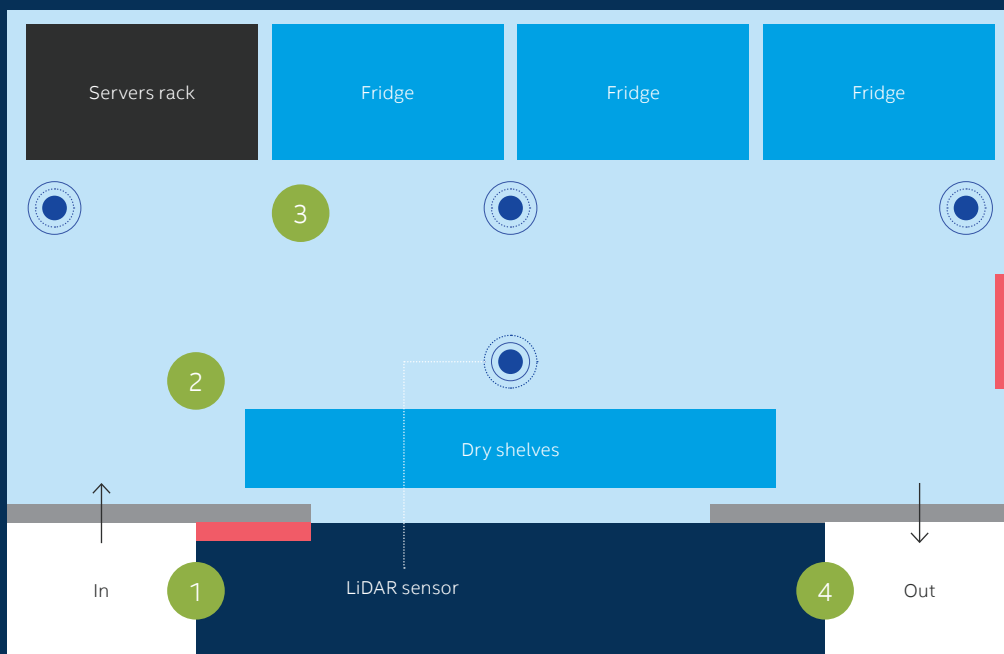 Servers rack
Fridge
Fridge
Fridge
3
2
Dry shelves
In
1
LiDAR sensor
4
Out